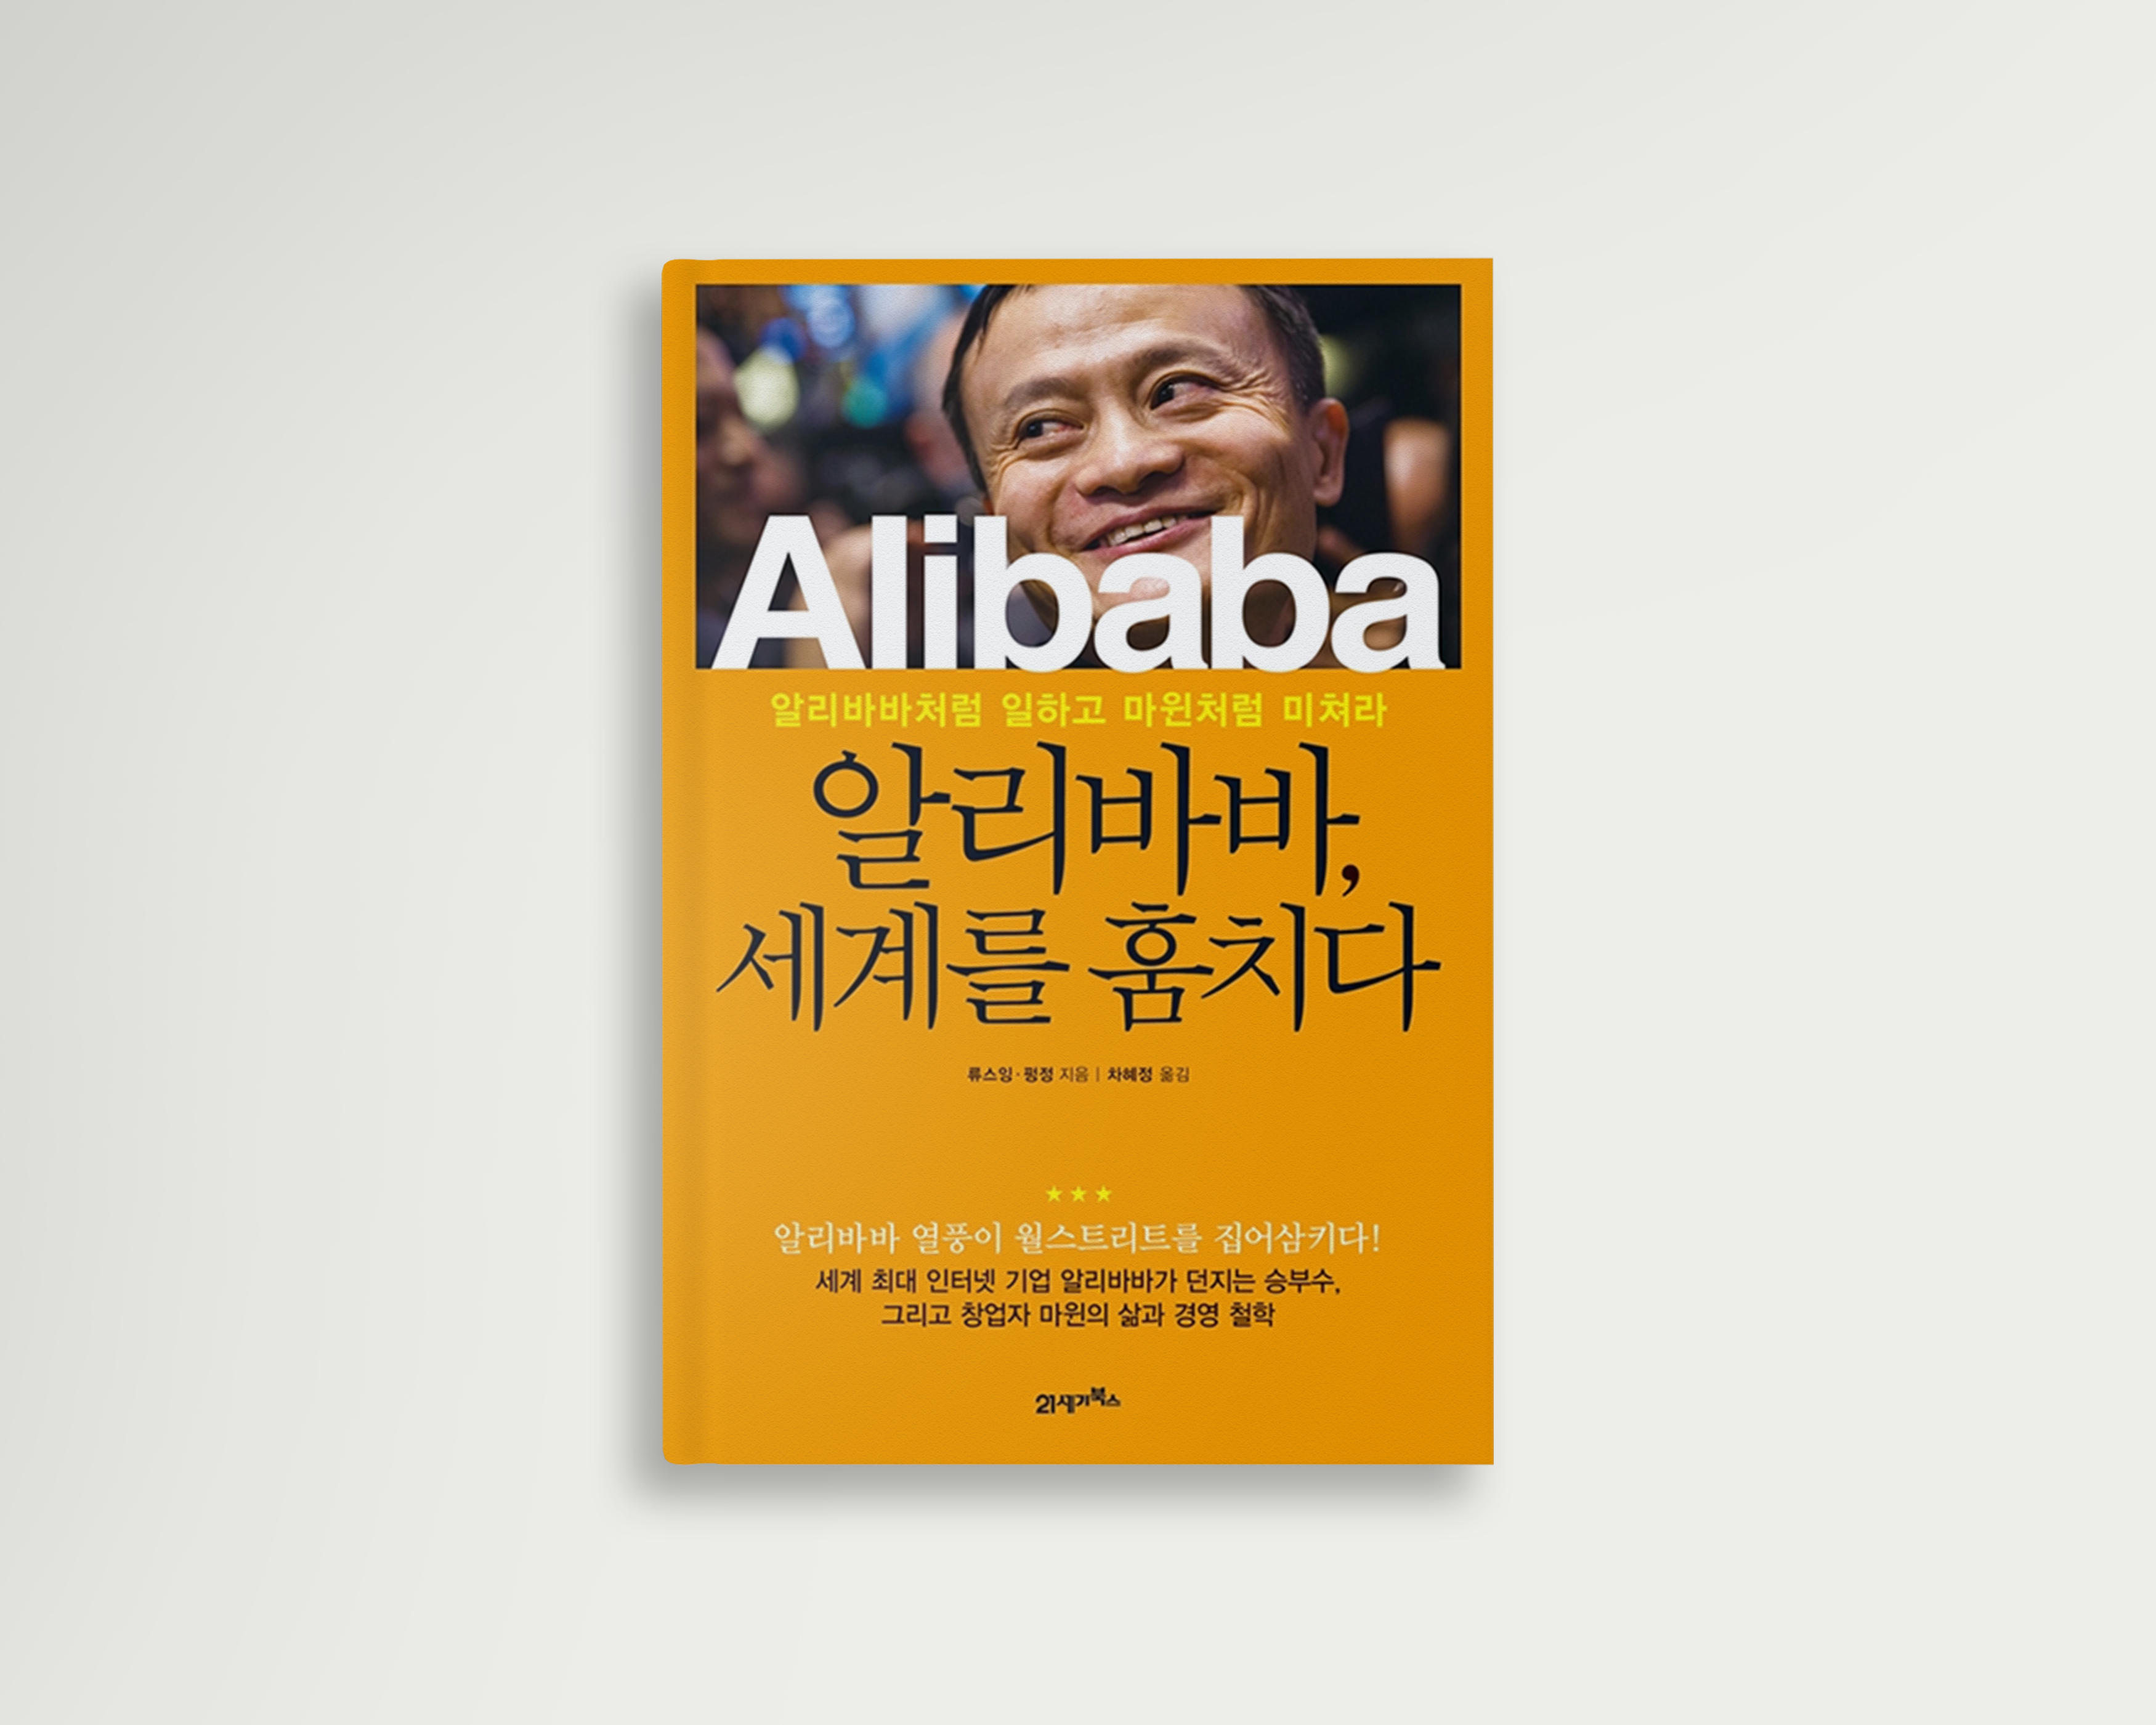 Alibaba
알리바바처럼 일하고 마윈처럼 미쳐라
알리바바,
세계를 훔치다
류스잉·펑정 지음 | 차혜정 옮김
★★★
알리바바 열풍이 월스트리트를 집어삼키다!
세계 최대 인터넷 기업 알리바바가 던지는 승부수,
그리고 창업자 마윈의 삶과 경영 철학
21세기북스